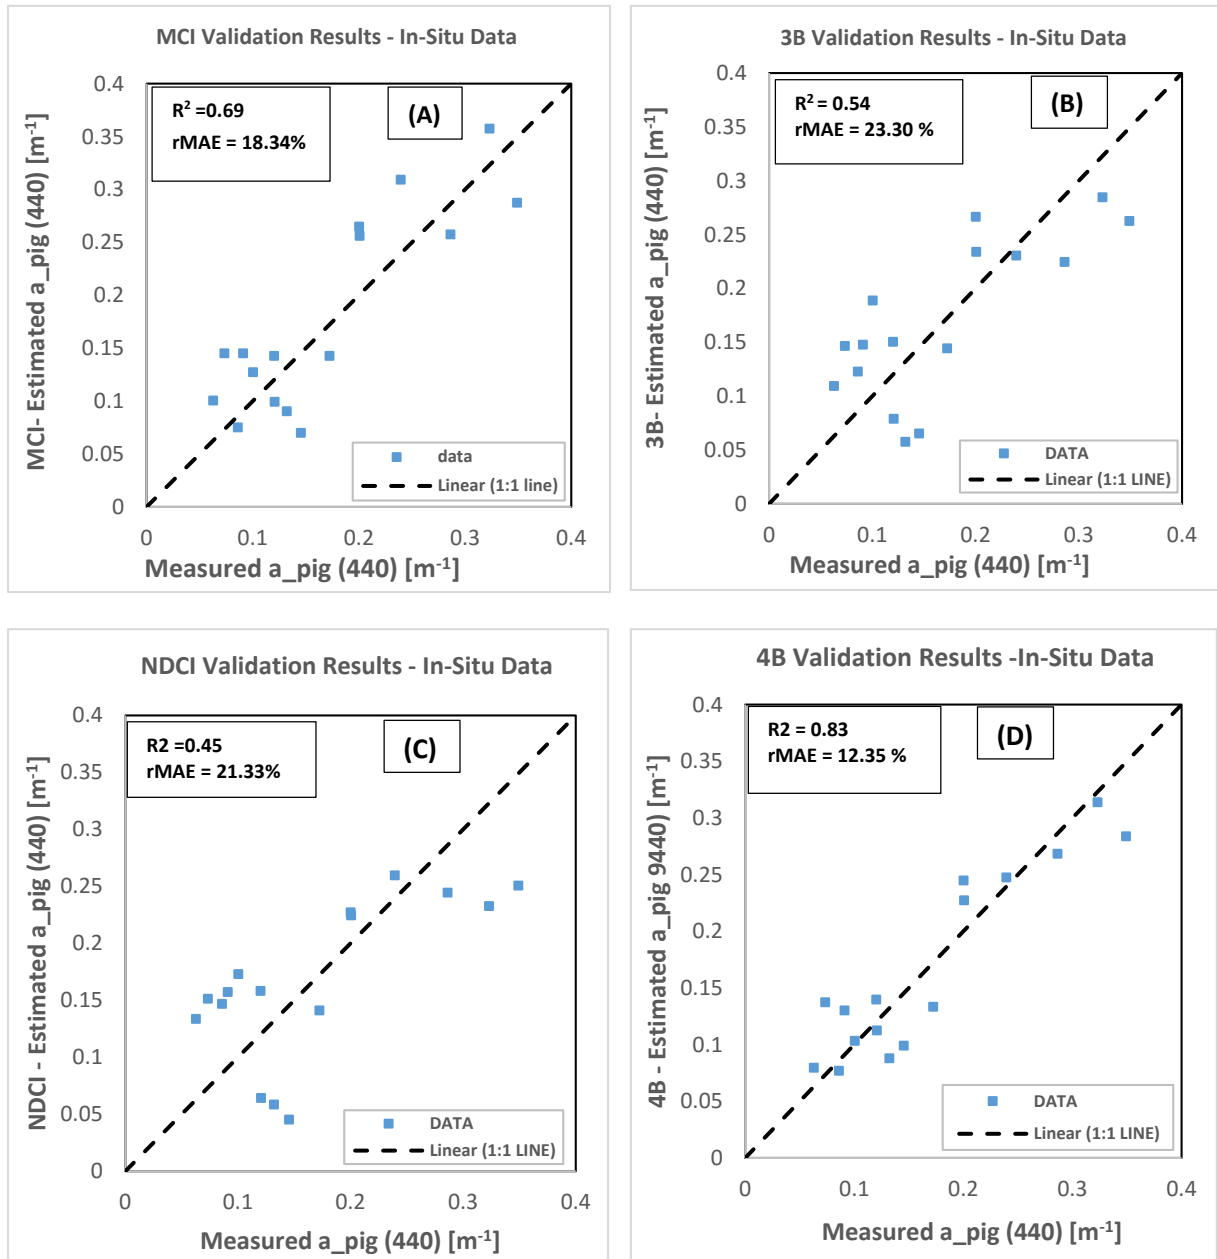 MCI Validation Results - In-Situ Data
R² =0.69
rMAE = 18.34%
(A)
MCI- Estimated a_pig (440) [m⁻¹]
0.4
0.35
0.3
0.25
0.2
0.15
0.1
0.05
0
data
Linear (1:1 line)
0
0.1
0.2
0.3
0.4
Measured a_pig (440) [m⁻¹]
3B Validation Results - In-Situ Data
R² = 0.54
rMAE = 23.30 %
(B)
3B- Estimated a_pig (440) [m⁻¹]
0.4
0.35
0.3
0.25
0.2
0.15
0.1
0.05
0
DATA
Linear (1:1 LINE)
0
0.1
0.2
0.3
0.4
Measured a_pig (440) [m⁻¹]
NDCI Validation Results - In-Situ Data
R2 =0.45
rMAE = 21.33%
(C)
NDCI - Estimated a_pig (440) [m⁻¹]
0.4
0.35
0.3
0.25
0.2
0.15
0.1
0.05
0
DATA
Linear (1:1 LINE)
0
0.1
0.2
0.3
0.4
Measured a_pig (440) [m⁻¹]
4B Validation Results -In-Situ Data
R2 = 0.83
rMAE = 12.35 %
(D)
4B - Estimated a_pig 9440) [m⁻¹]
0.4
0.35
0.3
0.25
0.2
0.15
0.1
0.05
0
DATA
Linear (1:1 LINE)
0
0.1
0.2
0.3
0.4
Measured a_pig (440) [m⁻¹]